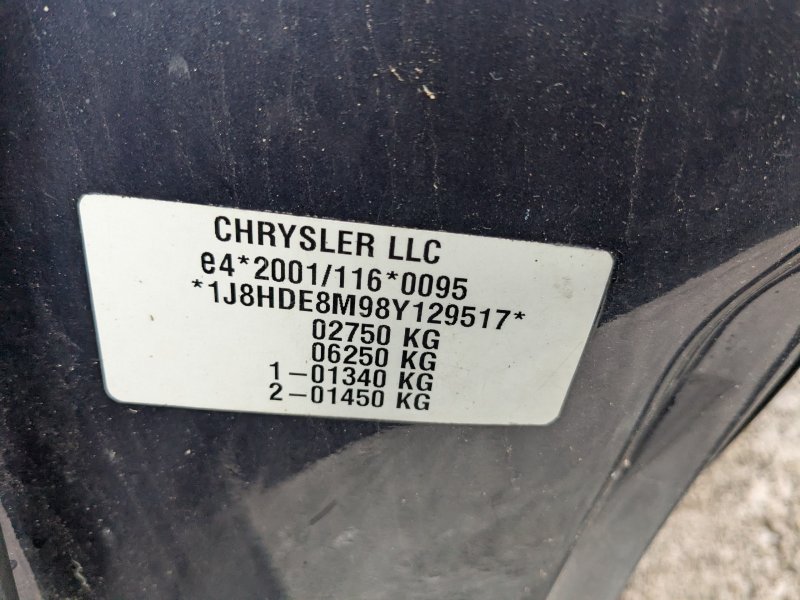 CHRYSLER LLC
e4*2001/116*0095
*1J8HDE8M98Y129517*
02750 KG
06250 KG
1-01340 KG
2-01450 KG